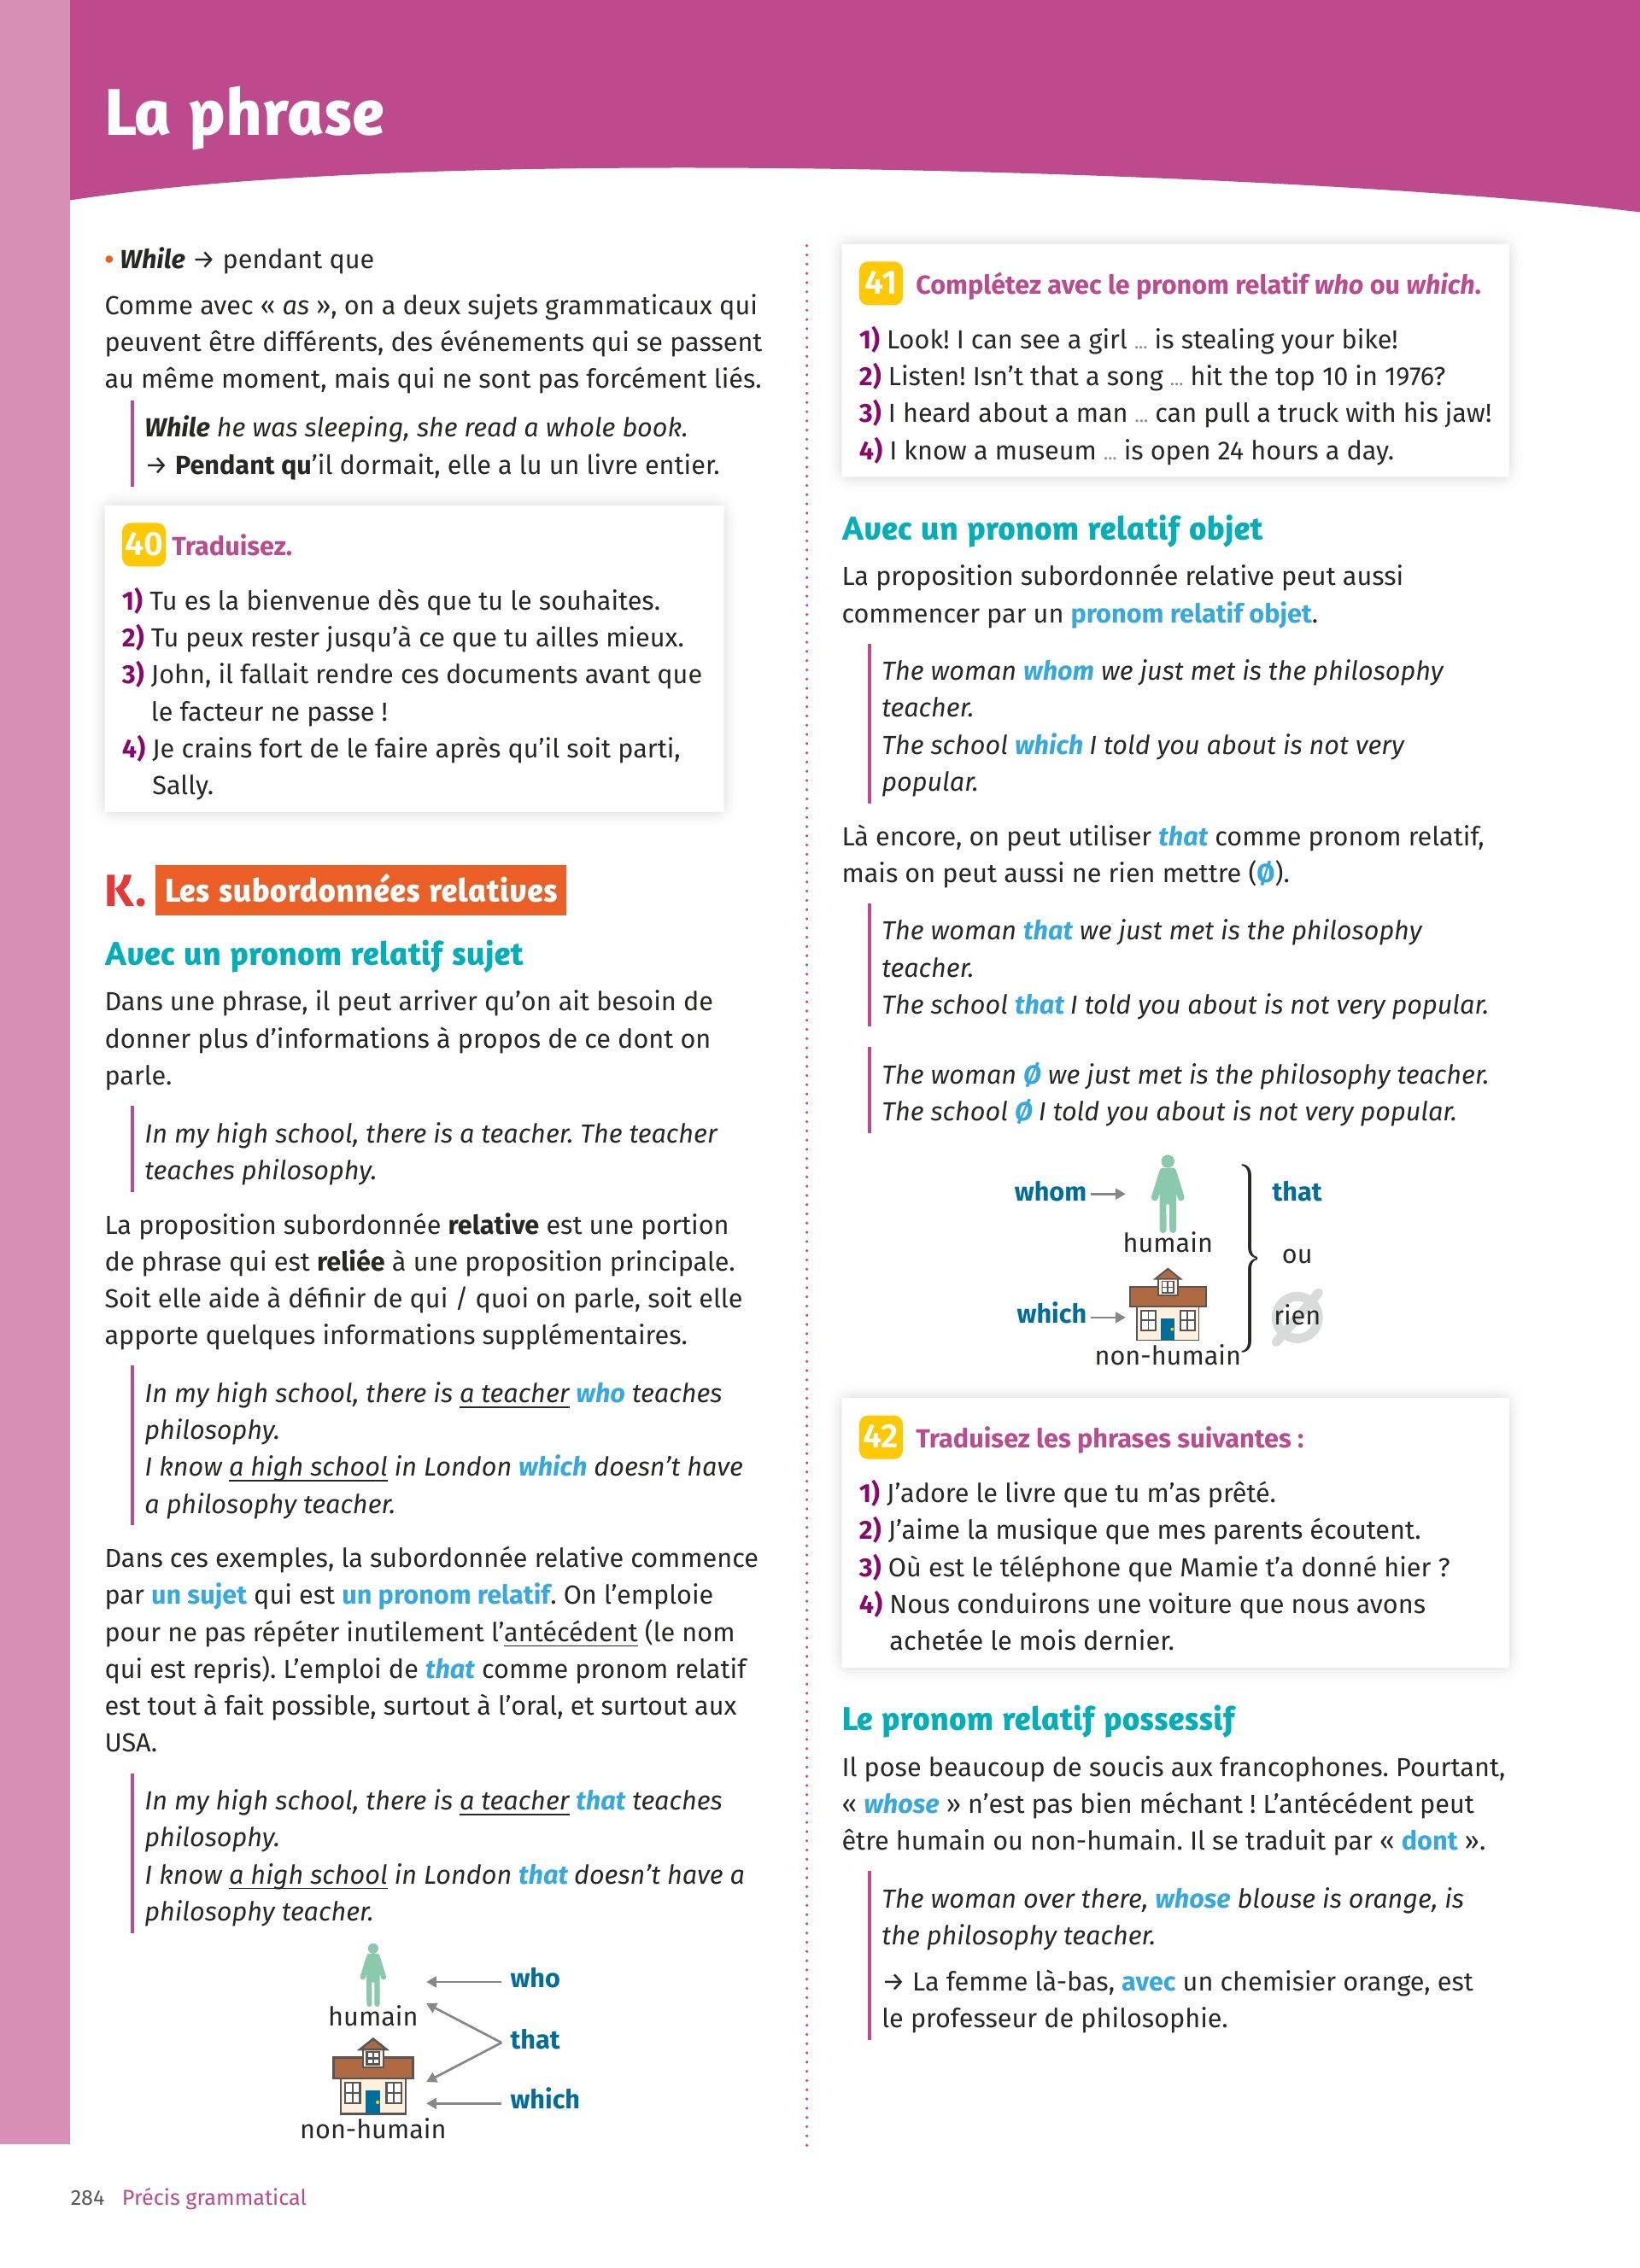 La phrase
• While → pendant que
Comme avec « as », on a deux sujets grammaticaux qui
peuvent être différents, des événements qui se passent
au même moment, mais qui ne sont pas forcément liés.
While he was sleeping, she read a whole book.
→ Pendant qu’il dormait, elle a lu un livre entier.
40 Traduisez.
1) Tu es la bienvenue dès que tu le souhaites.
2) Tu peux rester jusqu’à ce que tu ailles mieux.
3) John, il fallait rendre ces documents avant que
le facteur ne passe !
4) Je crains fort de le faire après qu’il soit parti,
Sally.
K. Les subordonnées relatives
Avec un pronom relatif sujet
Dans une phrase, il peut arriver qu’on ait besoin de
donner plus d’informations à propos de ce dont on
parle.
In my high school, there is a teacher. The teacher
teaches philosophy.
La proposition subordonnée relative est une portion
de phrase qui est reliée à une proposition principale.
Soit elle aide à définir de qui / quoi on parle, soit elle
apporte quelques informations supplémentaires.
In my high school, there is a teacher who teaches
philosophy.
I know a high school in London which doesn’t have
a philosophy teacher.
Dans ces exemples, la subordonnée relative commence
par un sujet qui est un pronom relatif. On l’emploie
pour ne pas répéter inutilement l’antécédent (le nom
qui est repris). L’emploi de that comme pronom relatif
est tout à fait possible, surtout à l’oral, et surtout aux
USA.
In my high school, there is a teacher that teaches
philosophy.
I know a high school in London that doesn’t have a
philosophy teacher.
who
humain
that
which
non-humain
41 Complétez avec le pronom relatif who ou which.
1) Look! I can see a girl ... is stealing your bike!
2) Listen! Isn’t that a song ... hit the top 10 in 1976?
3) I heard about a man ... can pull a truck with his jaw!
4) I know a museum ... is open 24 hours a day.
Avec un pronom relatif objet
La proposition subordonnée relative peut aussi
commencer par un pronom relatif objet.
The woman whom we just met is the philosophy
teacher.
The school which I told you about is not very
popular.
Là encore, on peut utiliser that comme pronom relatif,
mais on peut aussi ne rien mettre (Ø).
The woman that we just met is the philosophy
teacher.
The school that I told you about is not very popular.
The woman Ø we just met is the philosophy teacher.
The school Ø I told you about is not very popular.
whom → that
humain
ou
which → rien
non-humain
42 Traduisez les phrases suivantes :
1) J’adore le livre que tu m’as prêté.
2) J’aime la musique que mes parents écoutent.
3) Où est le téléphone que Mamie t’a donné hier ?
4) Nous conduirons une voiture que nous avons
achetée le mois dernier.
Le pronom relatif possessif
Il pose beaucoup de soucis aux francophones. Pourtant,
« whose » n’est pas bien méchant ! L’antécédent peut
être humain ou non-humain. Il se traduit par « dont ».
The woman over there, whose blouse is orange, is
the philosophy teacher.
→ La femme là-bas, avec un chemisier orange, est
le professeur de philosophie.
284 Précis grammatical